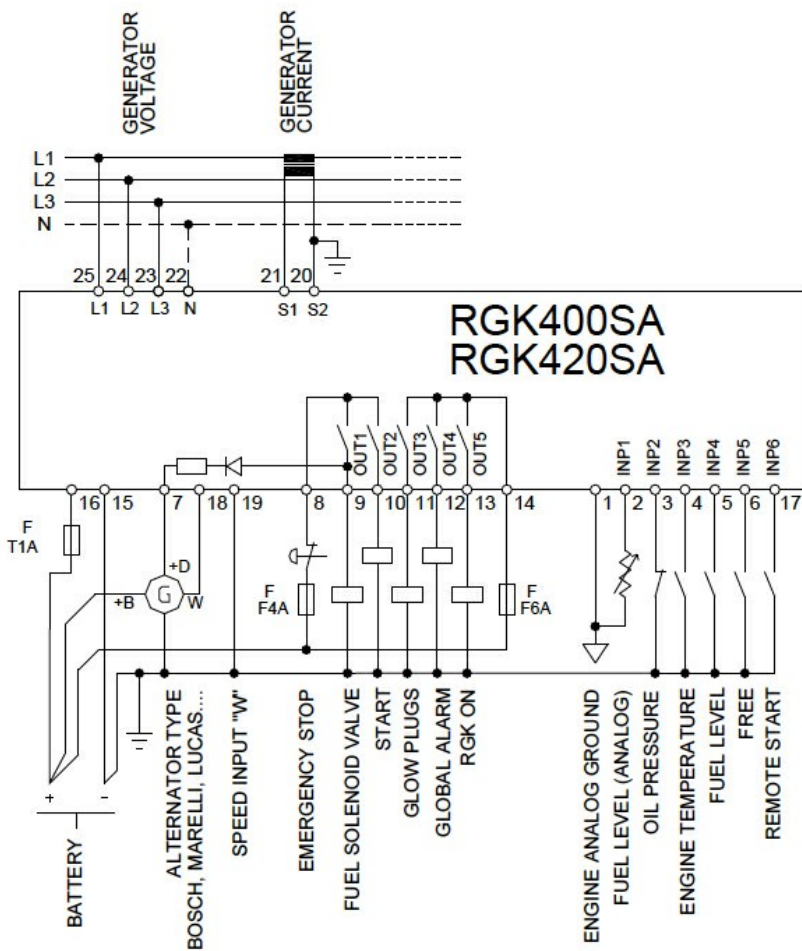 GENERATOR
VOLTAGE
GENERATOR
CURRENT
L1
L2
L3
N
25 24 23 22 21 20
L1 L2 L3 N S1 S2
RGK400SA
RGK420SA
OUT1
OUT2
OUT3
OUT4
OUT5
INP1
INP2
INP3
INP4
INP5
INP6
16 15 7 18 19 8 9 10 11 12 13 14 1 2 3 4 5 6 17
F
T1A
+D
+B
G
W
F
F4A
F
F6A
+ -
BATTERY
ALTERNATOR TYPE
BOSCH, MARELLI, LUCAS....
SPEED INPUT "W"
EMERGENCY STOP
FUEL SOLENOID VALVE
START
GLOW PLUGS
GLOBAL ALARM
RGK ON
ENGINE ANALOG GROUND
FUEL LEVEL (ANALOG)
OIL PRESSURE
ENGINE TEMPERATURE
FUEL LEVEL
FREE
REMOTE START